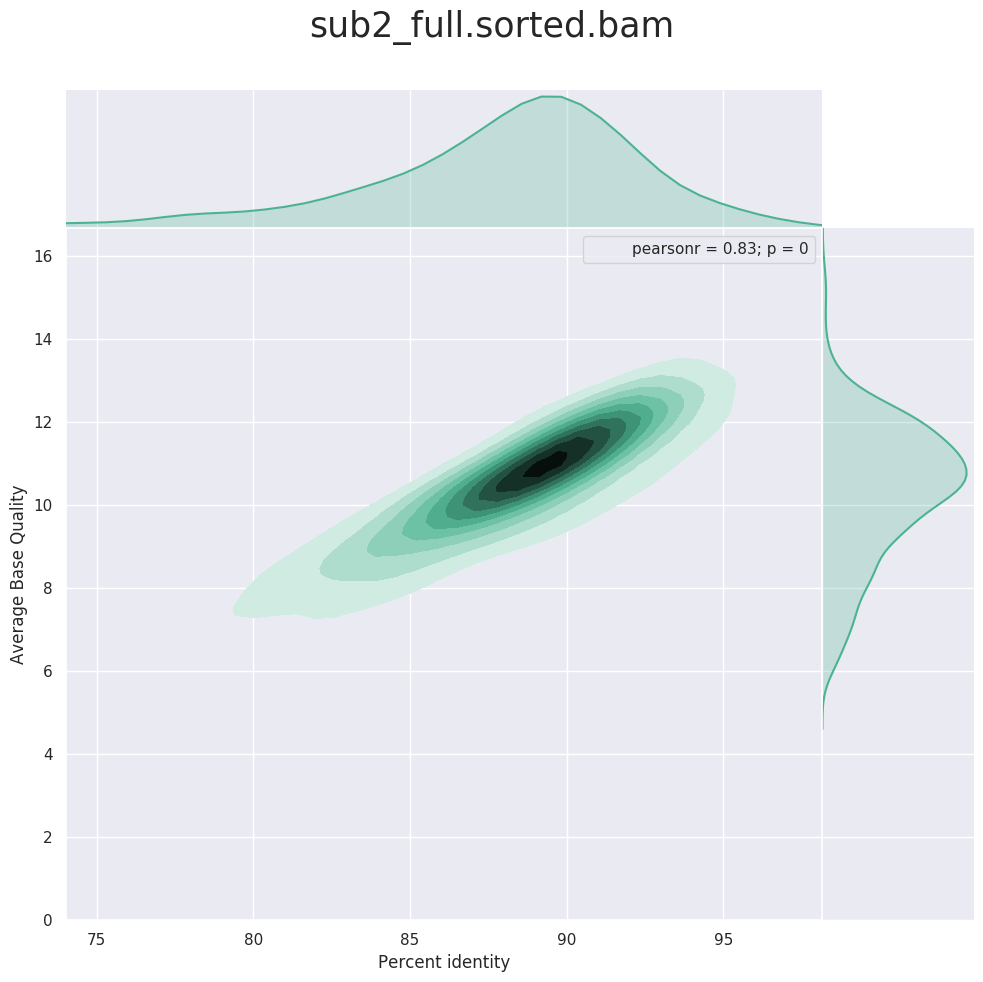 sub2_full.sorted.bam
pearsonr = 0.83; p = 0
16
14
12
10
8
6
4
2
0
Average Base Quality
75 80 85 90 95
Percent identity